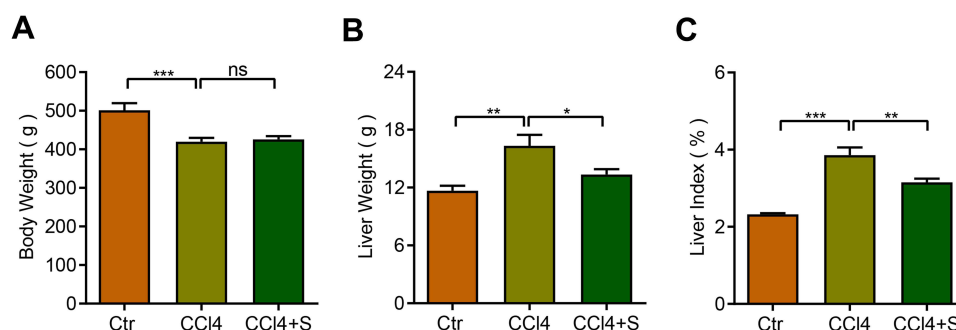 A
Body Weight ( g )
600
500
400
300
200
100
0
***
ns
Ctr
CCl4
CCl4+S
B
Liver Weight ( g )
24
18
12
6
0
**
*
Ctr
CCl4
CCl4+S
C
Liver Index ( % )
6
4
2
0
***
**
Ctr
CCl4
CCl4+S